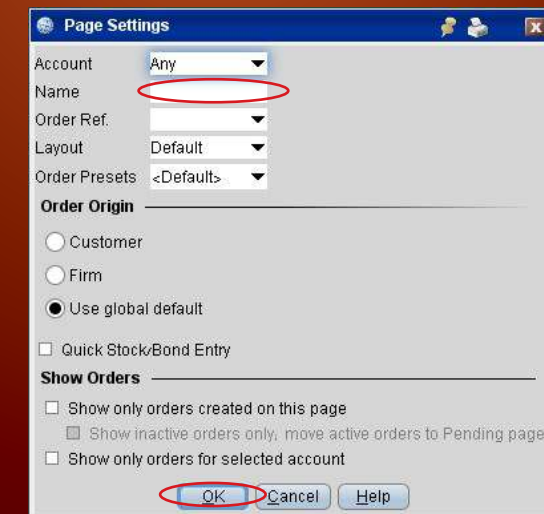 Page Settings
Account Any
Name
Order Ref.
Layout Default
Order Presets <Default>
Order Origin
Customer
Firm
Use global default
Quick Stock/Bond Entry
Show Orders
Show only orders created on this page
Show inactive orders only, move active orders to Pending page
Show only orders for selected account
OK Cancel Help